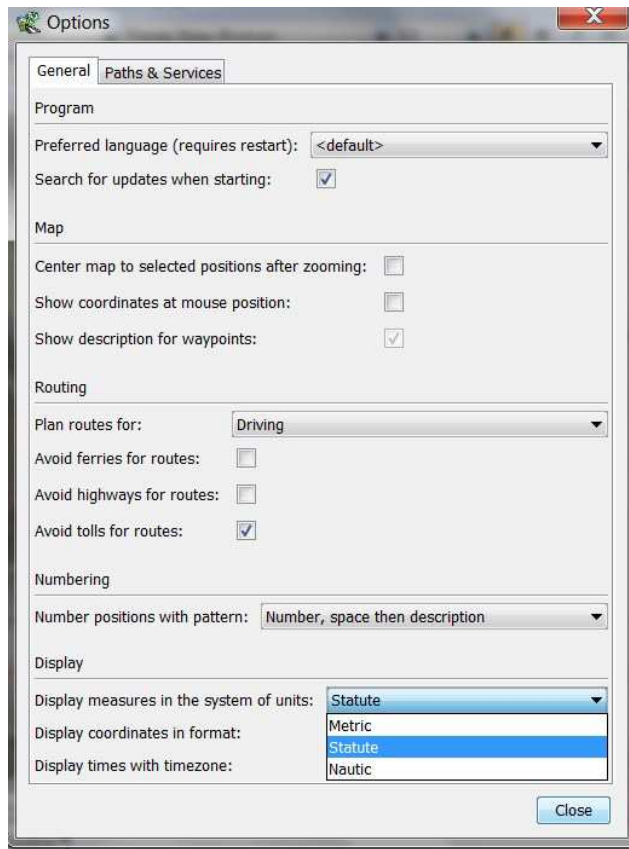 Options
General Paths & Services
Program
Preferred language (requires restart): <default>
Search for updates when starting:
Map
Center map to selected positions after zooming:
Show coordinates at mouse position:
Show description for waypoints:
Routing
Plan routes for: Driving
Avoid ferries for routes:
Avoid highways for routes:
Avoid tolls for routes:
Numbering
Number positions with pattern: Number, space then description
Display
Display measures in the system of units: Statute
Metric
Display coordinates in format:
Statute
Display times with timezone:
Nautic
Close